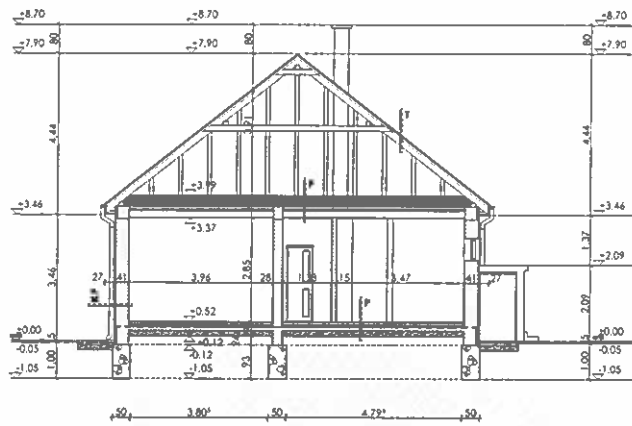 +8.70 +8.70 +8.70
80 80 80
+7.90 +7.90 +7.90
4.44 4.44
T
+3.99 F
+3.46 +3.46
+3.37
1.37
+2.09
3.46 2.85
27 41 3.96 28 15 3.47 41 27
+0.52 P
2.09
+0.00 +0.00
5 5
-0.05 +0.12 -0.05
-0.12
1.00 93 1.00
-1.05 -1.05 -1.05
50 3.80⁵ 50 4.79⁵ 50